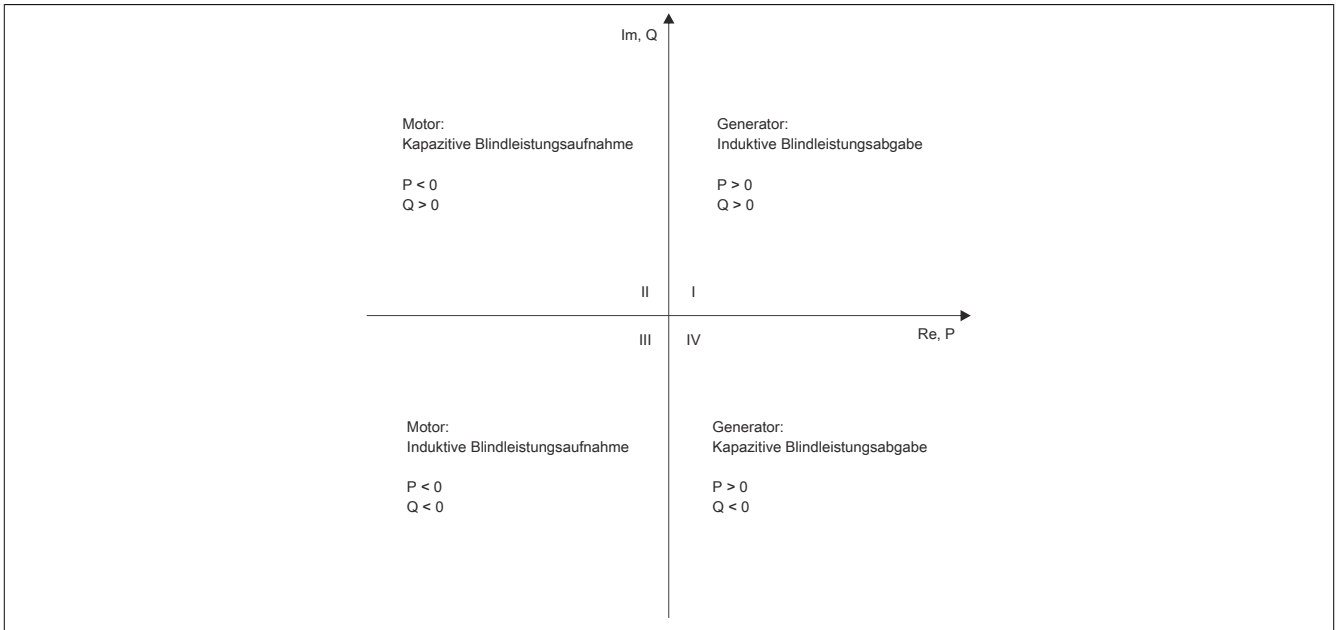 Im, Q
Motor:
Kapazitive Blindleistungsaufnahme
P < 0
Q > 0
Generator:
Induktive Blindleistungsabgabe
P > 0
Q > 0
II
I
III
IV
Re, P
Motor:
Induktive Blindleistungsaufnahme
P < 0
Q < 0
Generator:
Kapazitive Blindleistungsabgabe
P > 0
Q < 0